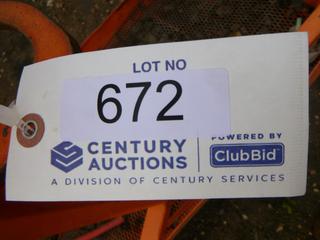 LOT NO
672
CENTURY AUCTIONS
POWERED BY
ClubBid
A DIVISION OF CENTURY SERVICES